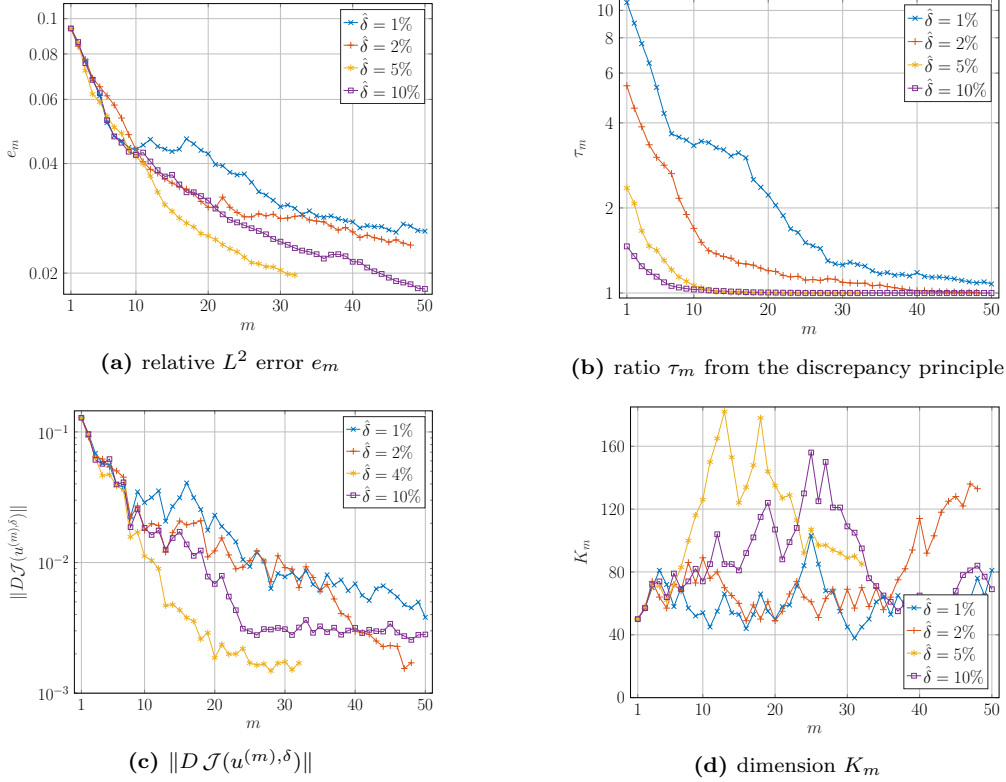 0.1
0.08
0.06
0.04
0.02
e_m
δ̂ = 1%
δ̂ = 2%
δ̂ = 5%
δ̂ = 10%
1 10 20 30 40 50
m
(a) relative L² error e_m
10
8
6
4
2
1
τ_m
δ̂ = 1%
δ̂ = 2%
δ̂ = 5%
δ̂ = 10%
1 10 20 30 40 50
m
(b) ratio τ_m from the discrepancy principle
10⁻¹
10⁻²
10⁻³
‖D J(u^(m),δ)‖
δ̂ = 1%
δ̂ = 2%
δ̂ = 4%
δ̂ = 10%
1 10 20 30 40 50
m
(c) ‖D J(u^(m),δ)‖
160
120
80
40
0
K_m
δ̂ = 1%
δ̂ = 2%
δ̂ = 5%
δ̂ = 10%
1 10 20 30 40 50
m
(d) dimension K_m